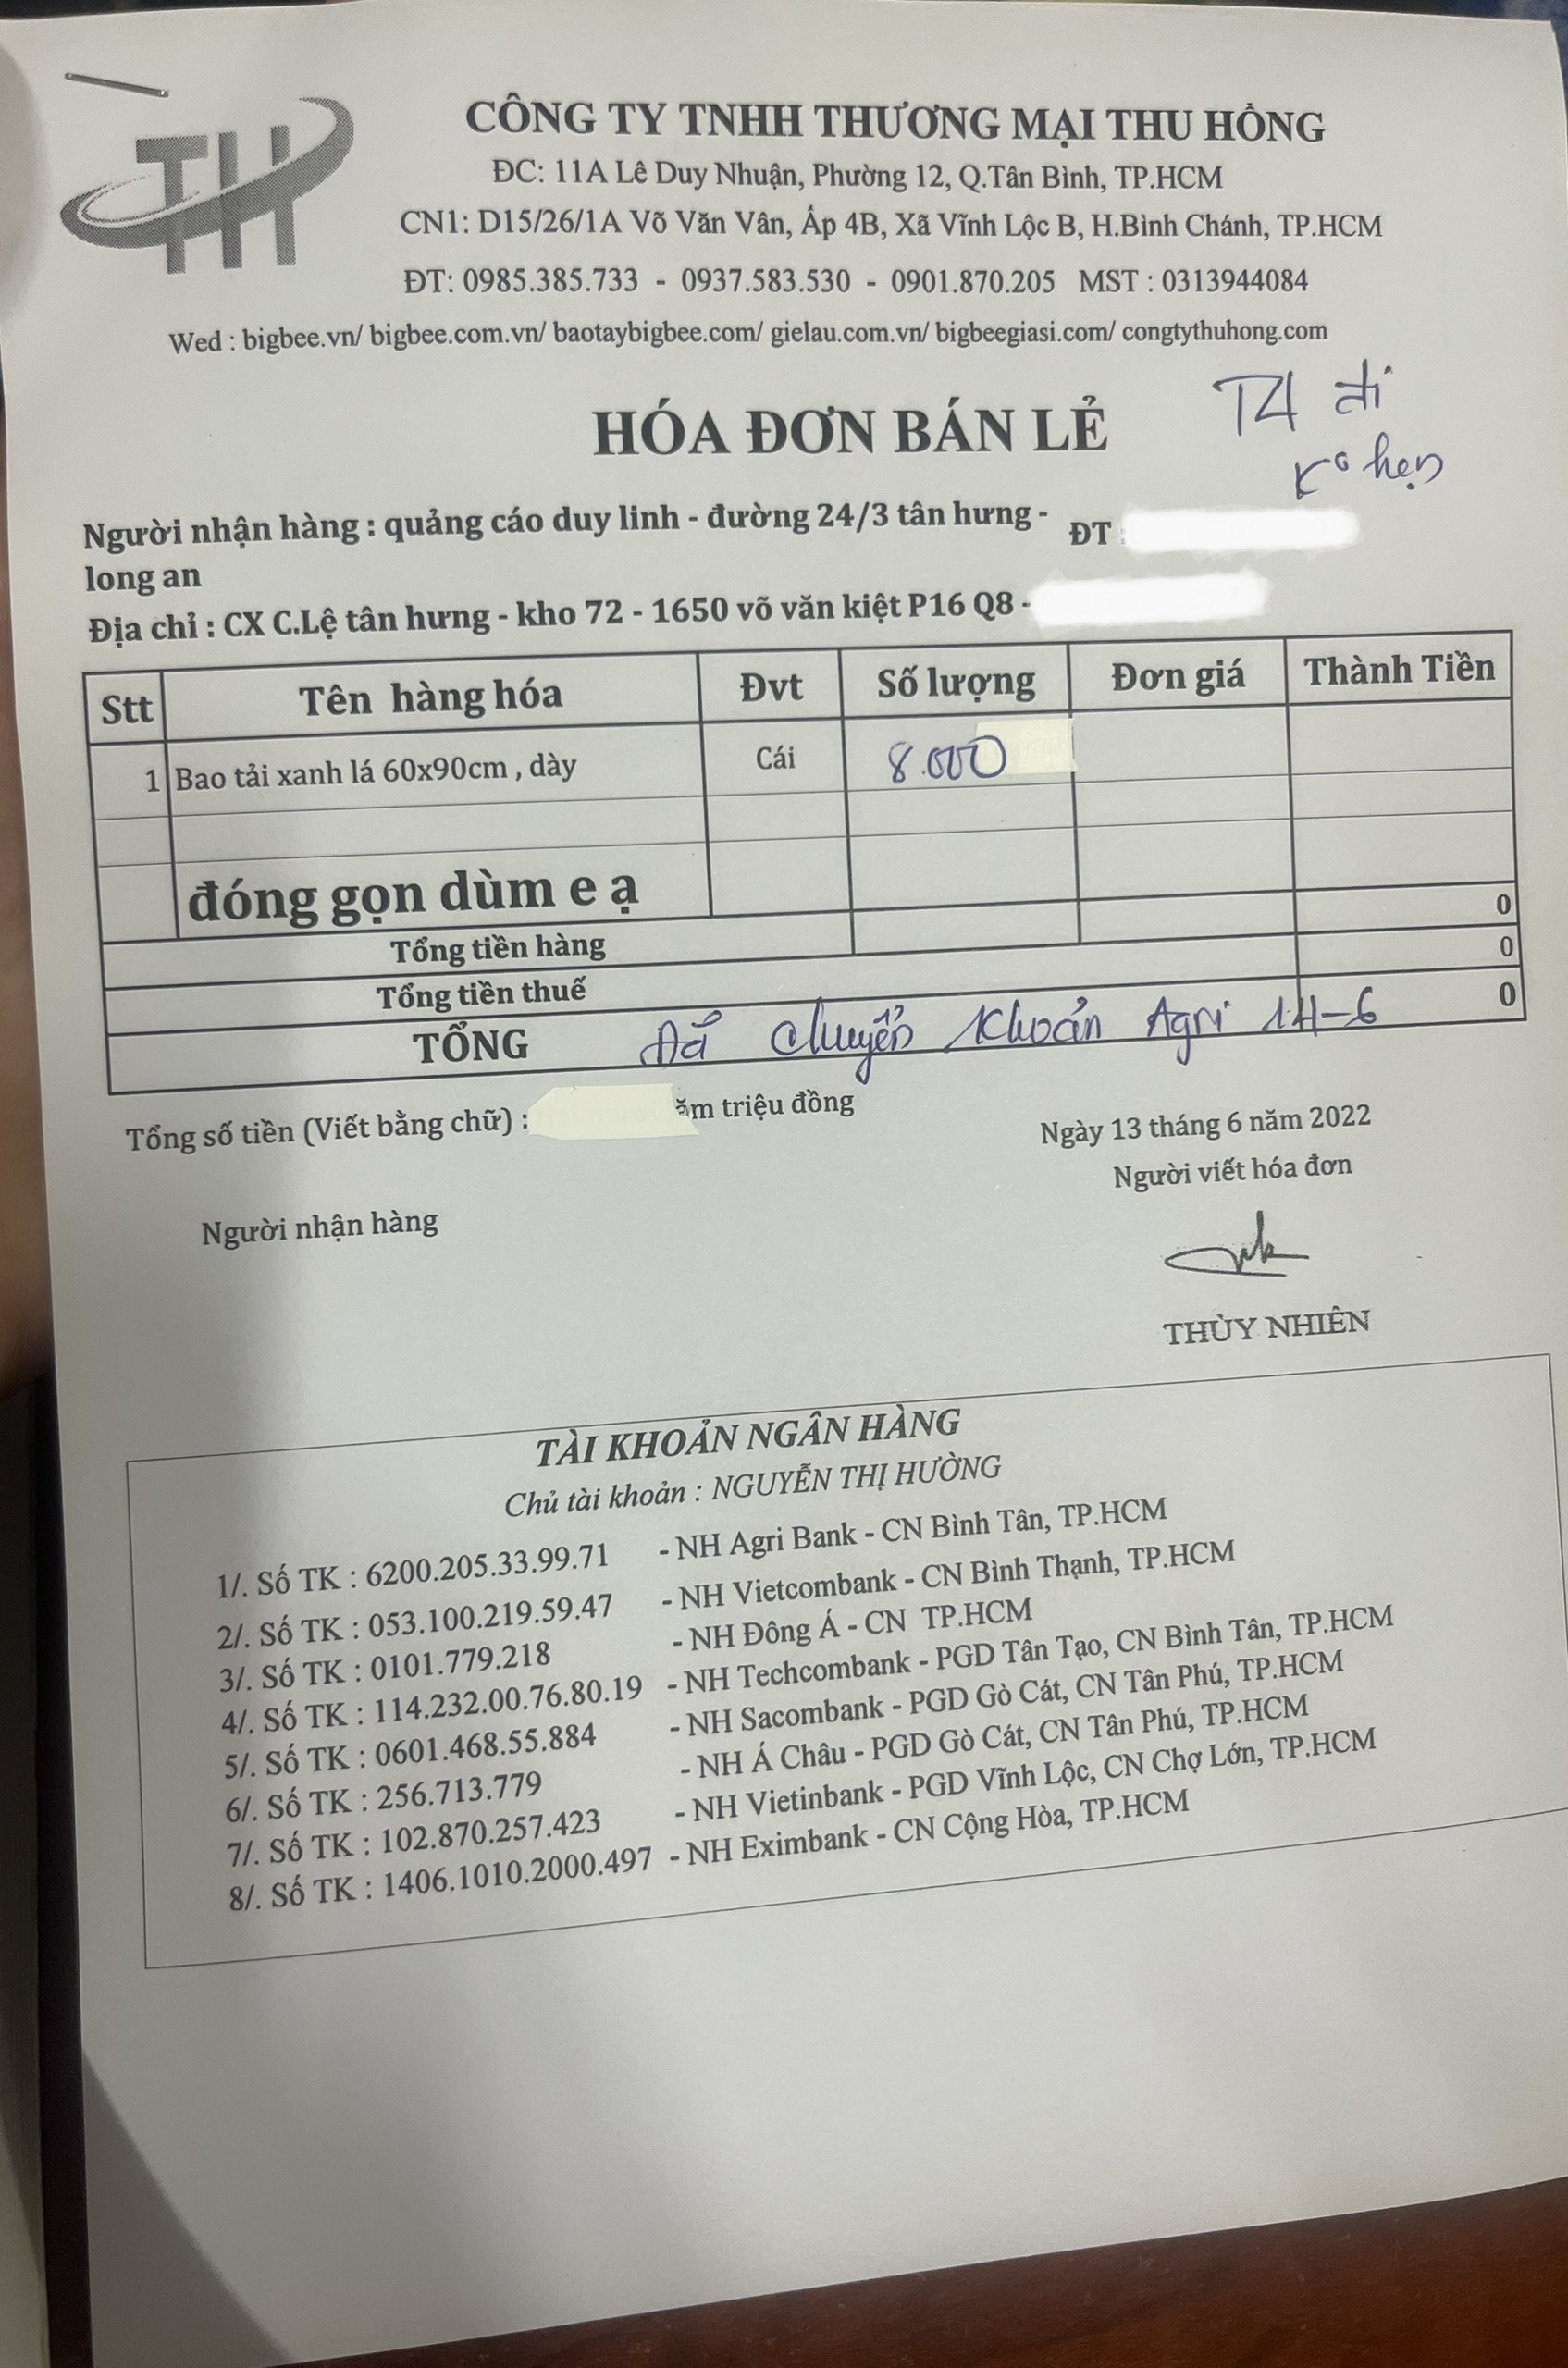 TH
CÔNG TY TNHH THƯƠNG MẠI THU HỒNG
ĐC: 11A Lê Duy Nhuận, Phường 12, Q.Tân Bình, TP.HCM
CN1: D15/26/1A Võ Văn Vân, Ấp 4B, Xã Vĩnh Lộc B, H.Bình Chánh, TP.HCM
ĐT: 0985.385.733 - 0937.583.530 - 0901.870.205 MST : 0313944084
Wed : bigbee.vn/ bigbee.com.vn/ baotaybigbee.com/ gielau.com.vn/ bigbeegiasi.com/ congtythuhong.com
T4 đi
HÓA ĐƠN BÁN LẺ
ko hẹn
Người nhận hàng : quảng cáo duy linh - đường 24/3 tân hưng - ĐT :
long an
Địa chỉ : CX C.Lệ tân hưng - kho 72 - 1650 võ văn kiệt P16 Q8 -
Stt Tên hàng hóa Đvt Số lượng Đơn giá Thành Tiền
1 Bao tải xanh lá 60x90cm , dày Cái 8.000
đóng gọn dùm e ạ
Tổng tiền hàng 0
Tổng tiền thuế 0
TỔNG Đã chuyển khoản Agri 14-6 0
Tổng số tiền (Viết bằng chữ) : ăm triệu đồng
Ngày 13 tháng 6 năm 2022
Người viết hóa đơn
Người nhận hàng
THÙY NHIÊN
TÀI KHOẢN NGÂN HÀNG
Chủ tài khoản : NGUYỄN THỊ HƯỜNG
1/. Số TK : 6200.205.33.99.71 - NH Agri Bank - CN Bình Tân, TP.HCM
2/. Số TK : 053.100.219.59.47 - NH Vietcombank - CN Bình Thạnh, TP.HCM
3/. Số TK : 0101.779.218 - NH Đông Á - CN TP.HCM
4/. Số TK : 114.232.00.76.80.19 - NH Techcombank - PGD Tân Tạo, CN Bình Tân, TP.HCM
5/. Số TK : 0601.468.55.884 - NH Sacombank - PGD Gò Cát, CN Tân Phú, TP.HCM
6/. Số TK : 256.713.779 - NH Á Châu - PGD Gò Cát, CN Tân Phú, TP.HCM
7/. Số TK : 102.870.257.423 - NH Vietinbank - PGD Vĩnh Lộc, CN Chợ Lớn, TP.HCM
8/. Số TK : 1406.1010.2000.497 - NH Eximbank - CN Cộng Hòa, TP.HCM